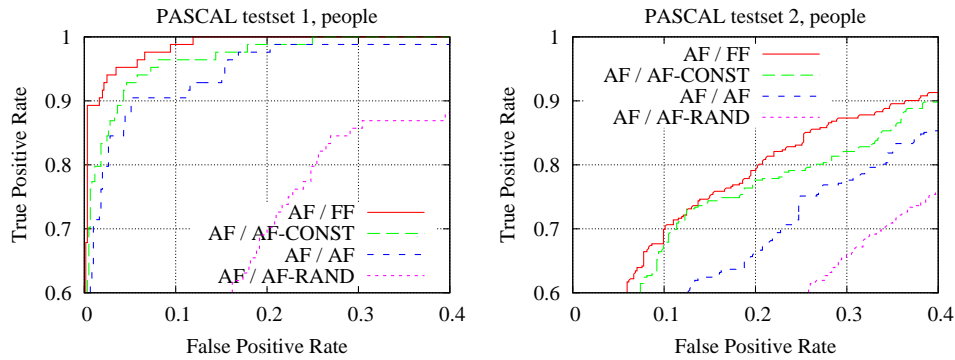 PASCAL testset 1, people
True Positive Rate
1
0.9
0.8
0.7
0.6
AF / FF
AF / AF-CONST
AF / AF
AF / AF-RAND
0
0.1
0.2
0.3
0.4
False Positive Rate
PASCAL testset 2, people
True Positive Rate
1
0.9
0.8
0.7
0.6
AF / FF
AF / AF-CONST
AF / AF
AF / AF-RAND
0
0.1
0.2
0.3
0.4
False Positive Rate